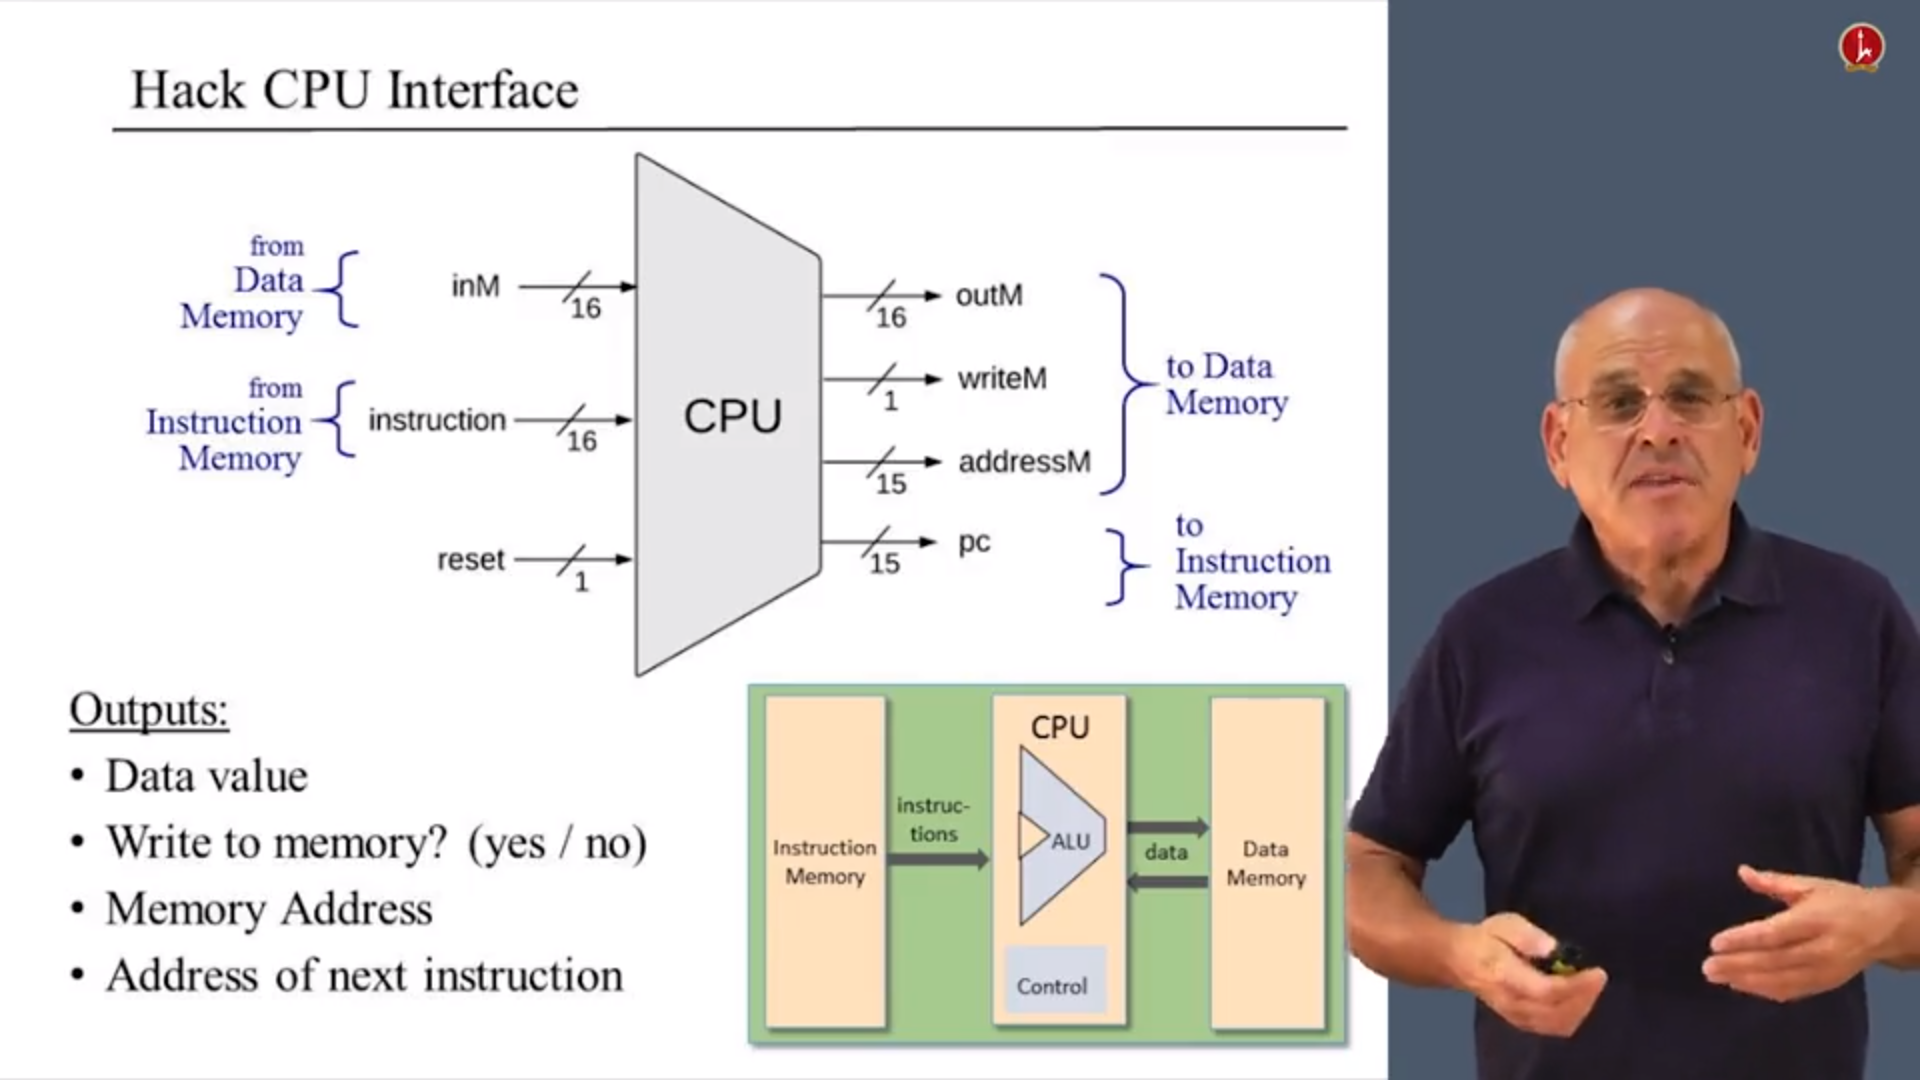 Hack CPU Interface
from
Data
Memory
inM
16
from
Instruction
Memory
instruction
16
reset
1
CPU
16
outM
1
writeM
15
addressM
15
pc
to Data
Memory
to
Instruction
Memory
Outputs:
• Data value
• Write to memory? (yes / no)
• Memory Address
• Address of next instruction
Instruction
Memory
instruc-
tions
CPU
ALU
Control
data
Data
Memory